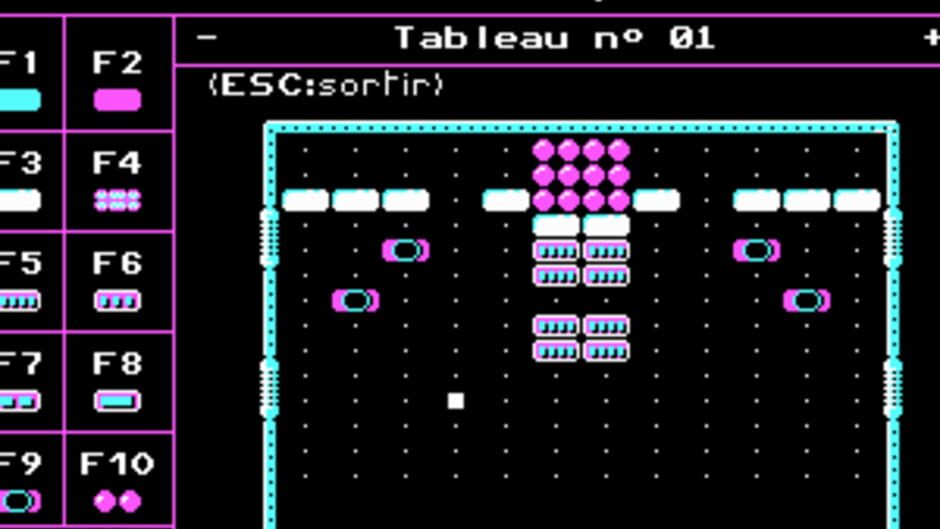 - Tableau nº 01 +
(ESC:sortir)
F1 F2
F3 F4
F5 F6
F7 F8
F9 F10